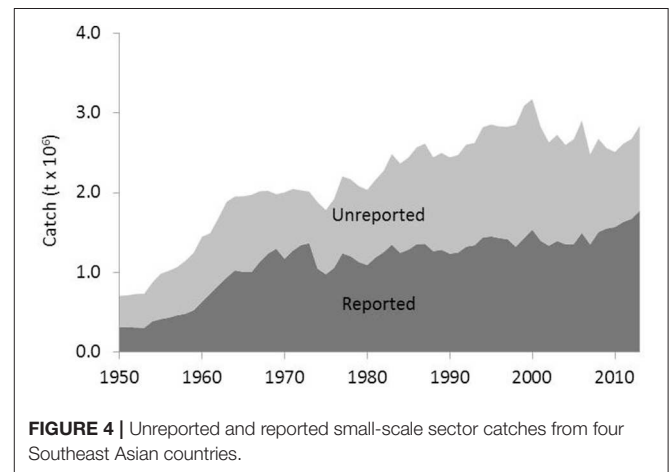 4.0
3.0
2.0
1.0
0.0
Catch (t x 10⁶)
Unreported
Reported
1950 1960 1970 1980 1990 2000 2010
FIGURE 4 | Unreported and reported small-scale sector catches from four
Southeast Asian countries.